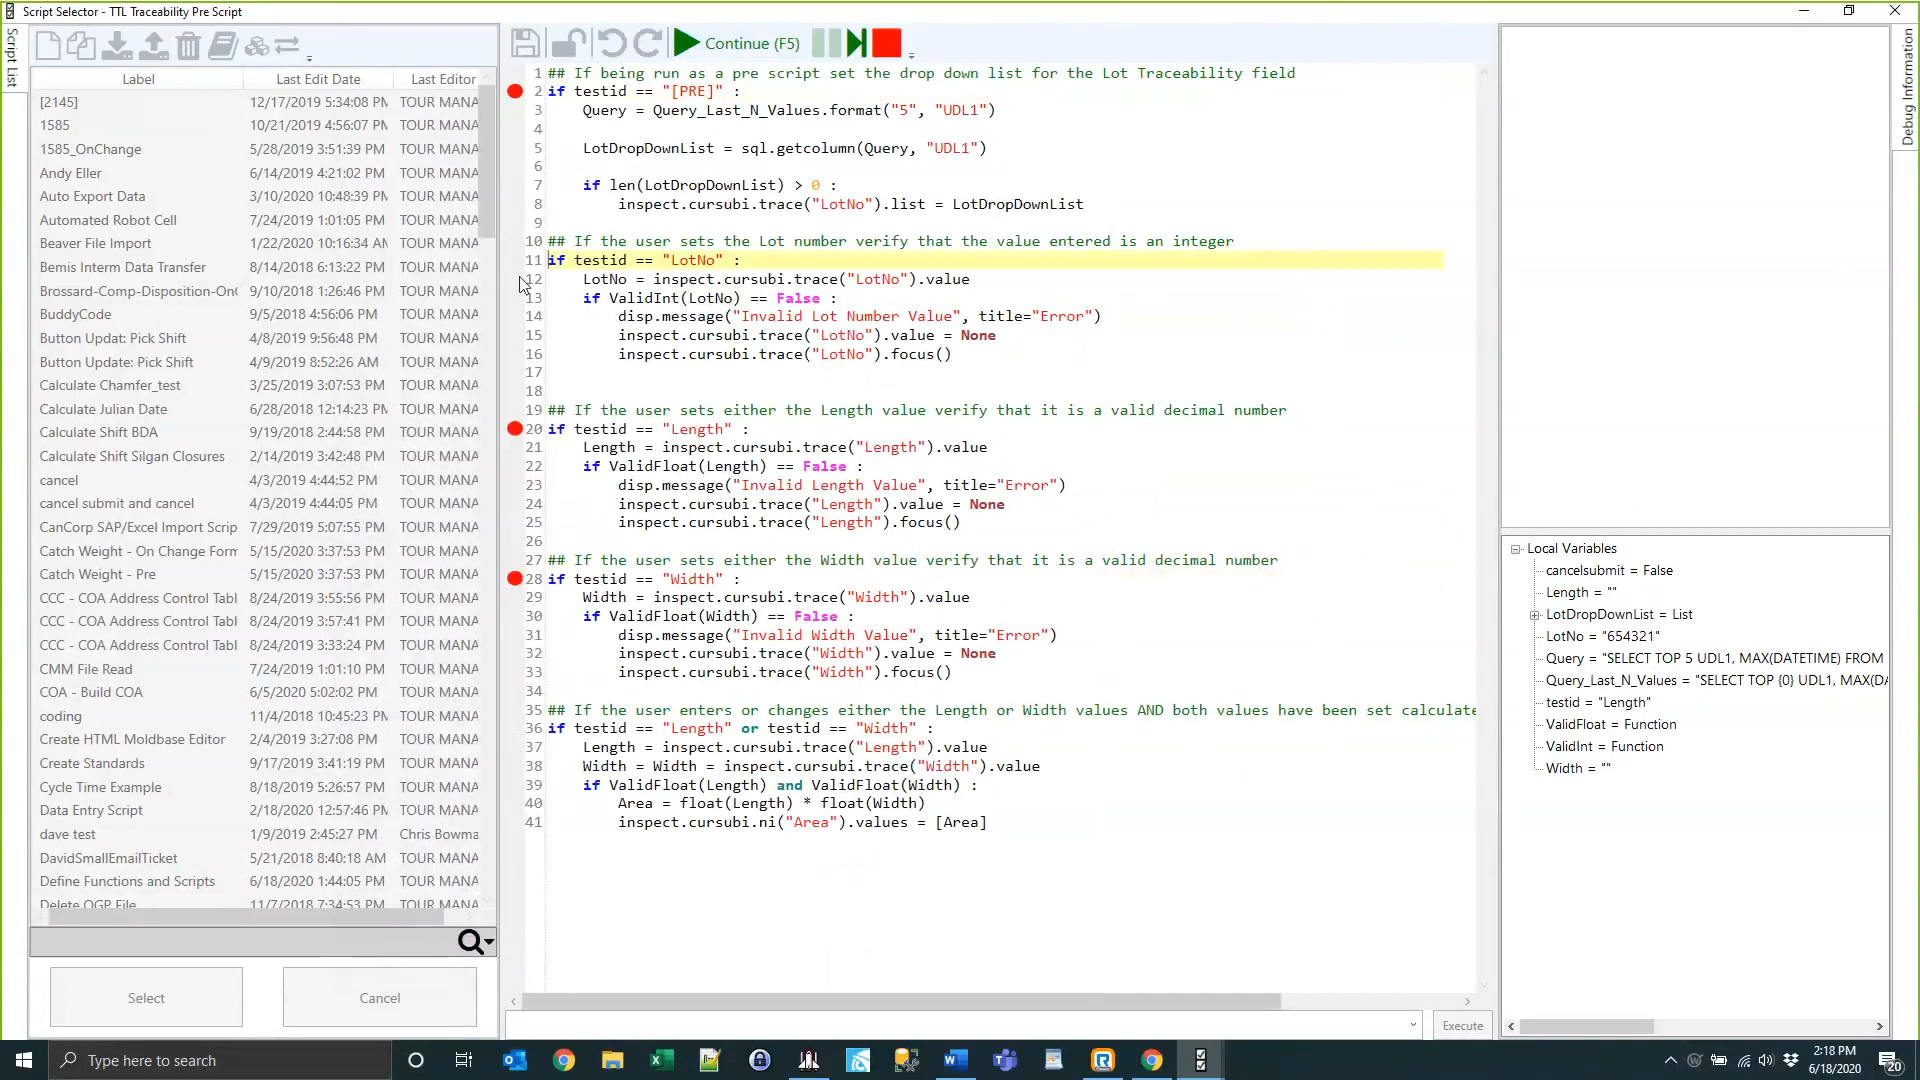 Script Selector - TTL Traceability Pre Script
Script List
Continue (F5)
Label Last Edit Date Last Editor
[2145] 12/17/2019 5:34:08 PM TOUR MANA
1585 10/21/2019 4:56:07 PM TOUR MANA
1585_OnChange 5/28/2019 3:51:39 PM TOUR MANA
Andy Eller 6/14/2019 4:21:02 PM TOUR MANA
Auto Export Data 3/10/2020 10:48:39 PM TOUR MANA
Automated Robot Cell 7/24/2019 1:01:05 PM TOUR MANA
Beaver File Import 1/22/2020 10:16:34 AM TOUR MANA
Bemis Interm Data Transfer 8/14/2018 6:13:22 PM TOUR MANA
Brossard-Comp-Disposition-On 9/10/2018 1:26:46 PM TOUR MANA
BuddyCode 9/5/2018 4:56:06 PM TOUR MANA
Button Updat: Pick Shift 4/8/2019 9:56:48 PM TOUR MANA
Button Update: Pick Shift 4/9/2019 8:52:26 AM TOUR MANA
Calculate Chamfer_test 3/25/2019 3:07:53 PM TOUR MANA
Calculate Julian Date 6/28/2018 12:14:23 PM TOUR MANA
Calculate Shift BDA 9/19/2018 2:44:58 PM TOUR MANA
Calculate Shift Silgan Closures 2/14/2019 3:42:48 PM TOUR MANA
cancel 4/3/2019 4:44:52 PM TOUR MANA
cancel submit and cancel 4/3/2019 4:44:05 PM TOUR MANA
CanCorp SAP/Excel Import Scrip 7/29/2019 5:07:55 PM TOUR MANA
Catch Weight - On Change Form 5/15/2020 3:37:53 PM TOUR MANA
Catch Weight - Pre 5/15/2020 3:37:53 PM TOUR MANA
CCC - COA Address Control Tabl 8/24/2019 3:55:56 PM TOUR MANA
CCC - COA Address Control Tabl 8/24/2019 3:57:41 PM TOUR MANA
CCC - COA Address Control Tabl 8/24/2019 3:33:24 PM TOUR MANA
CMM File Read 7/24/2019 1:01:10 PM TOUR MANA
COA - Build COA 6/5/2020 5:02:02 PM TOUR MANA
coding 11/4/2018 10:45:23 PM TOUR MANA
Create HTML Moldbase Editor 2/4/2019 3:27:08 PM TOUR MANA
Create Standards 9/17/2019 3:41:19 PM TOUR MANA
Cycle Time Example 8/18/2019 5:26:57 PM TOUR MANA
Data Entry Script 2/18/2020 12:57:46 PM TOUR MANA
dave test 1/9/2019 2:45:27 PM Chris Bowma
DavidSmallEmailTicket 5/21/2018 8:40:18 AM TOUR MANA
Define Functions and Scripts 6/18/2020 1:44:05 PM TOUR MANA
Delete OGP File 11/7/2018 7:34:53 PM TOUR MANA
Select Cancel
1 ## If being run as a pre script set the drop down list for the Lot Traceability field
2 if testid == "[PRE]" :
3 Query = Query_Last_N_Values.format("5", "UDL1")
4
5 LotDropDownList = sql.getcolumn(Query, "UDL1")
6
7 if len(LotDropDownList) > 0 :
8 inspect.cursubi.trace("LotNo").list = LotDropDownList
9
10 ## If the user sets the Lot number verify that the value entered is an integer
11 if testid == "LotNo" :
12 LotNo = inspect.cursubi.trace("LotNo").value
13 if ValidInt(LotNo) == False :
14 disp.message("Invalid Lot Number Value", title="Error")
15 inspect.cursubi.trace("LotNo").value = None
16 inspect.cursubi.trace("LotNo").focus()
17
18
19 ## If the user sets either the Length value verify that it is a valid decimal number
20 if testid == "Length" :
21 Length = inspect.cursubi.trace("Length").value
22 if ValidFloat(Length) == False :
23 disp.message("Invalid Length Value", title="Error")
24 inspect.cursubi.trace("Length").value = None
25 inspect.cursubi.trace("Length").focus()
26
27 ## If the user sets either the Width value verify that it is a valid decimal number
28 if testid == "Width" :
29 Width = inspect.cursubi.trace("Width").value
30 if ValidFloat(Width) == False :
31 disp.message("Invalid Width Value", title="Error")
32 inspect.cursubi.trace("Width").value = None
33 inspect.cursubi.trace("Width").focus()
34
35 ## If the user enters or changes either the Length or Width values AND both values have been set calculate
36 if testid == "Length" or testid == "Width" :
37 Length = inspect.cursubi.trace("Length").value
38 Width = Width = inspect.cursubi.trace("Width").value
39 if ValidFloat(Length) and ValidFloat(Width) :
40 Area = float(Length) * float(Width)
41 inspect.cursubi.ni("Area").values = [Area]
Execute
Debug Information
Local Variables
cancelsubmit = False
Length = ""
LotDropDownList = List
LotNo = "654321"
Query = "SELECT TOP 5 UDL1, MAX(DATETIME) FROM
Query_Last_N_Values = "SELECT TOP {0} UDL1, MAX(DA
testid = "Length"
ValidFloat = Function
ValidInt = Function
Width = ""
Type here to search
2:18 PM
6/18/2020
20